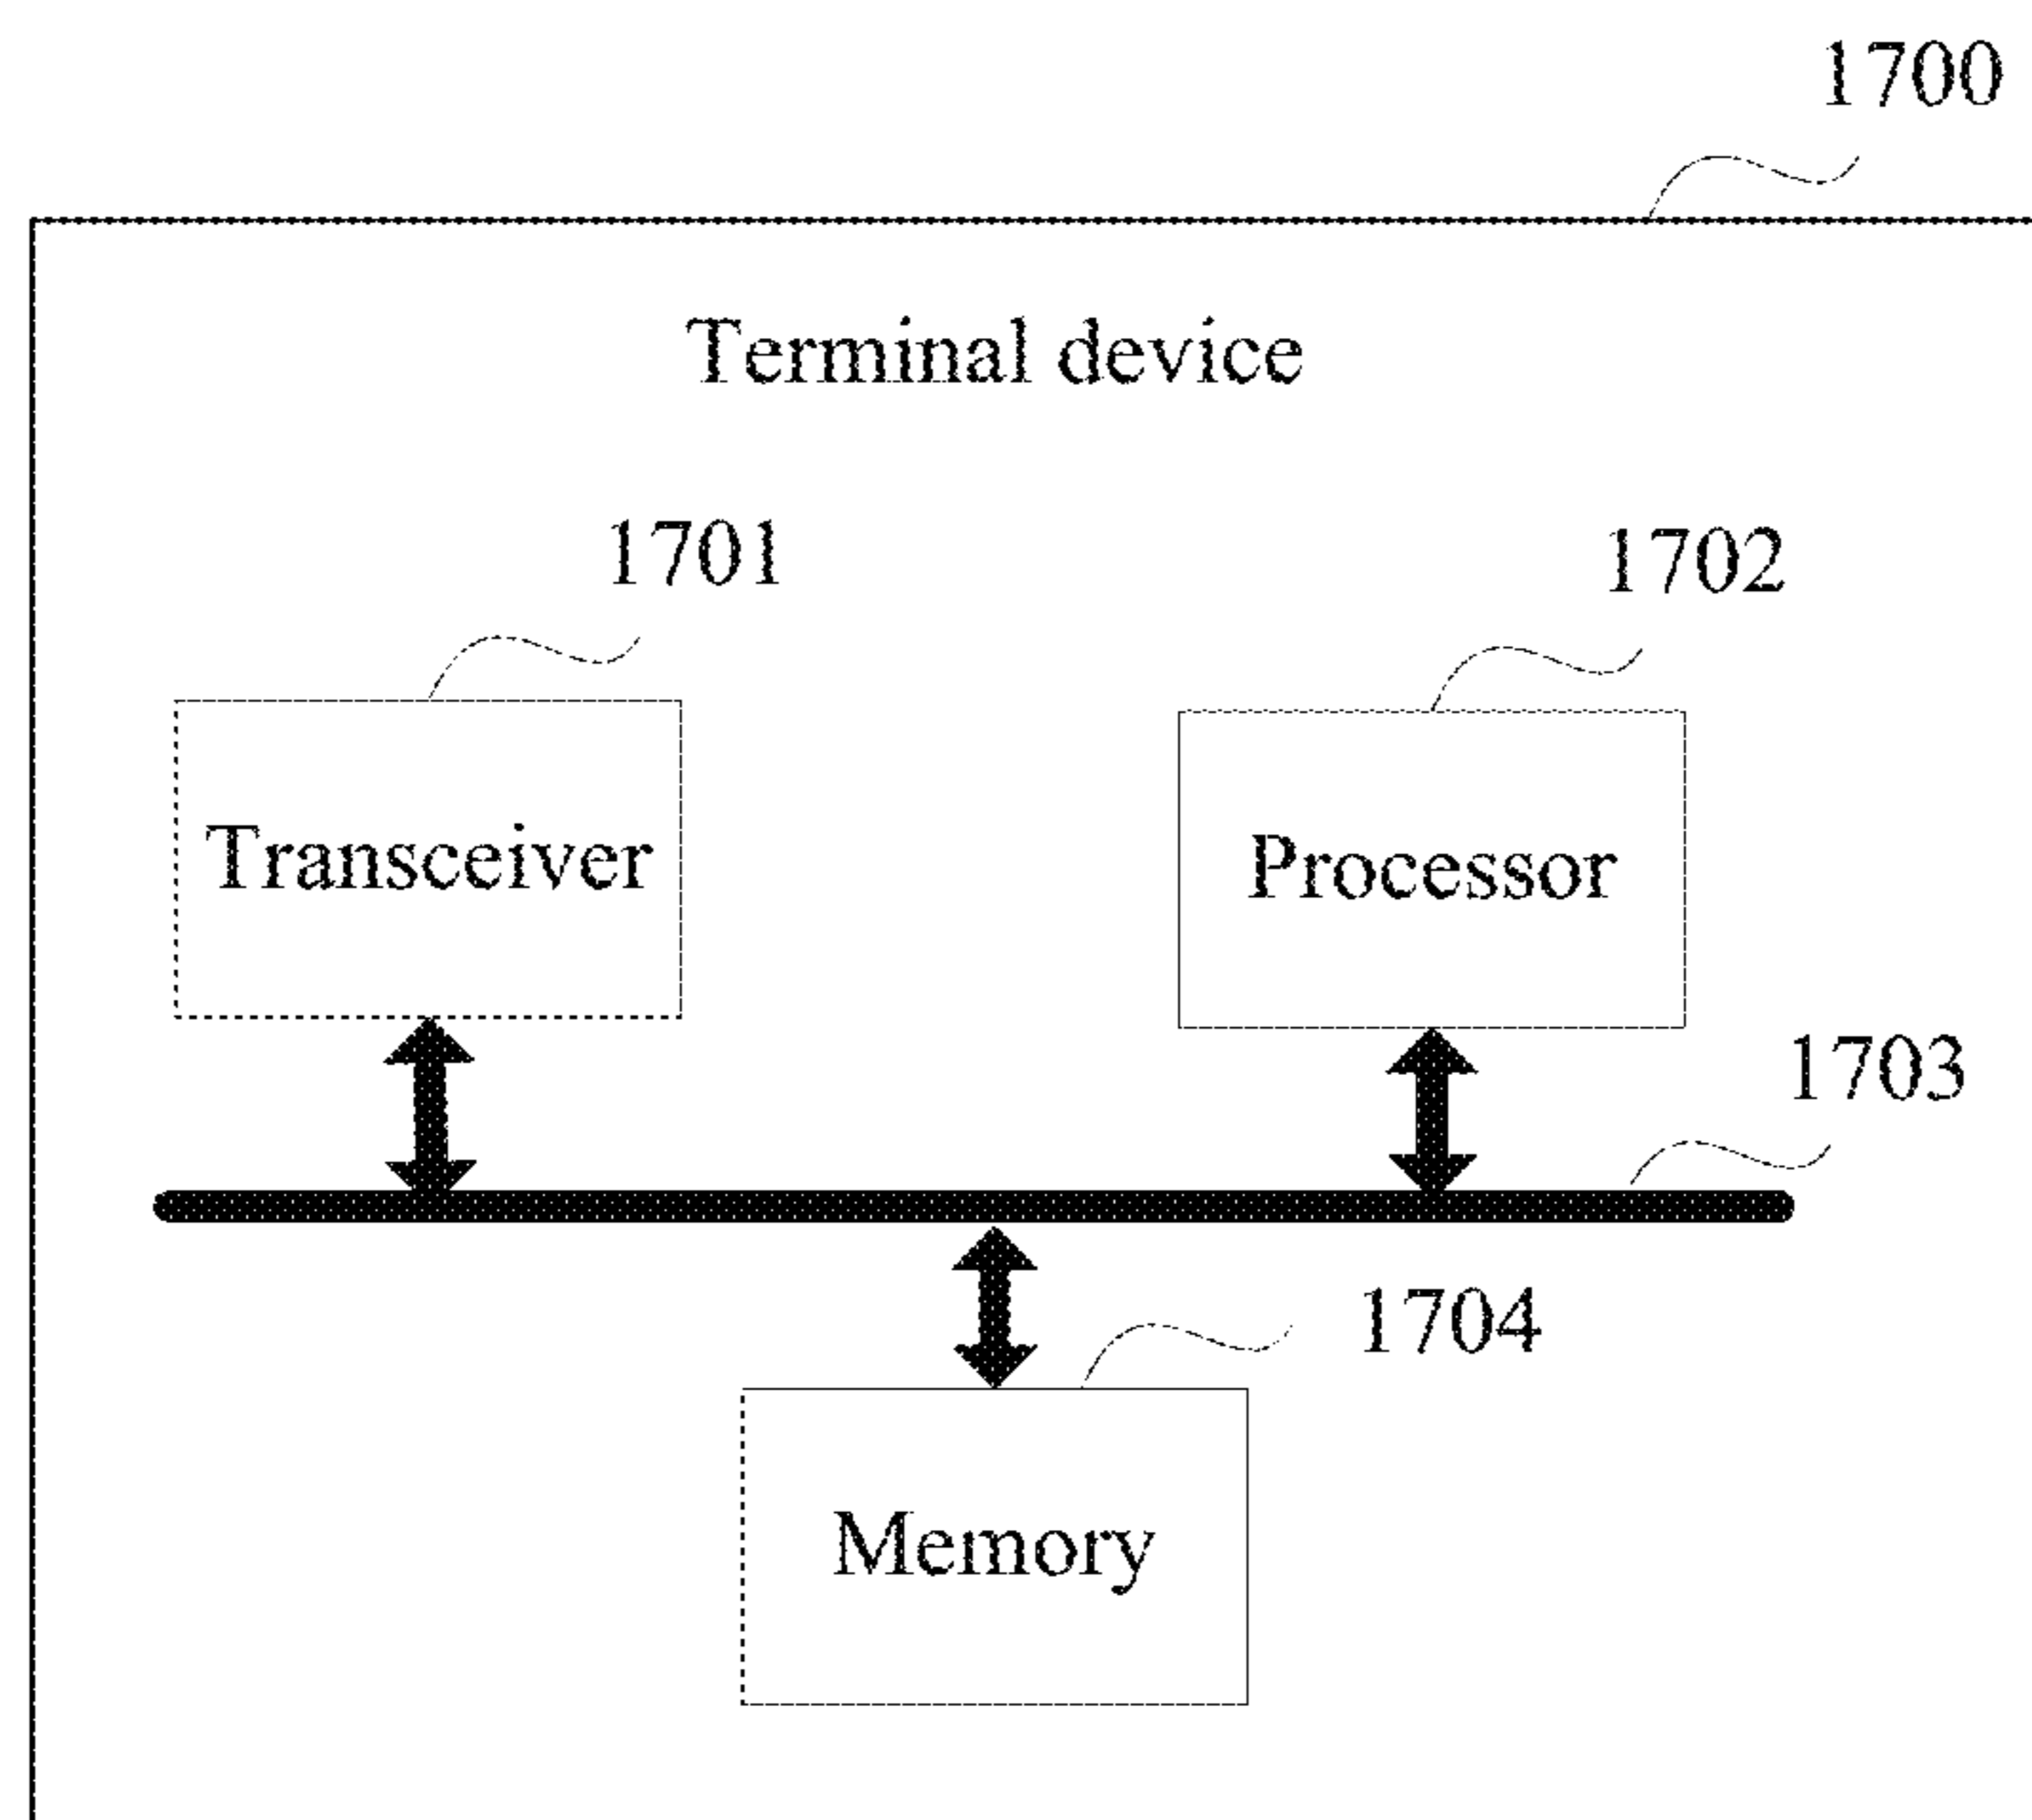 1700
Terminal device
1701
1702
Transceiver
Processor
1703
1704
Memory